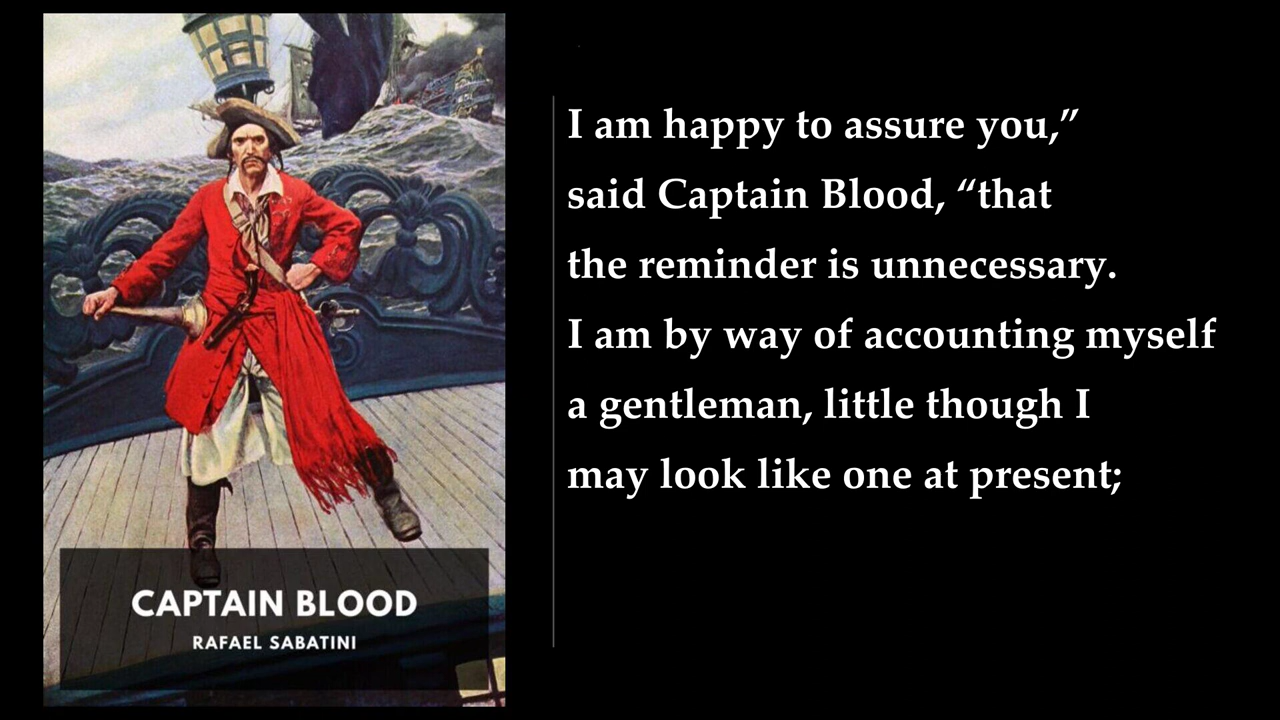 I am happy to assure you,”
said Captain Blood, “that
the reminder is unnecessary.
I am by way of accounting myself
a gentleman, little though I
may look like one at present;
CAPTAIN BLOOD
RAFAEL SABATINI